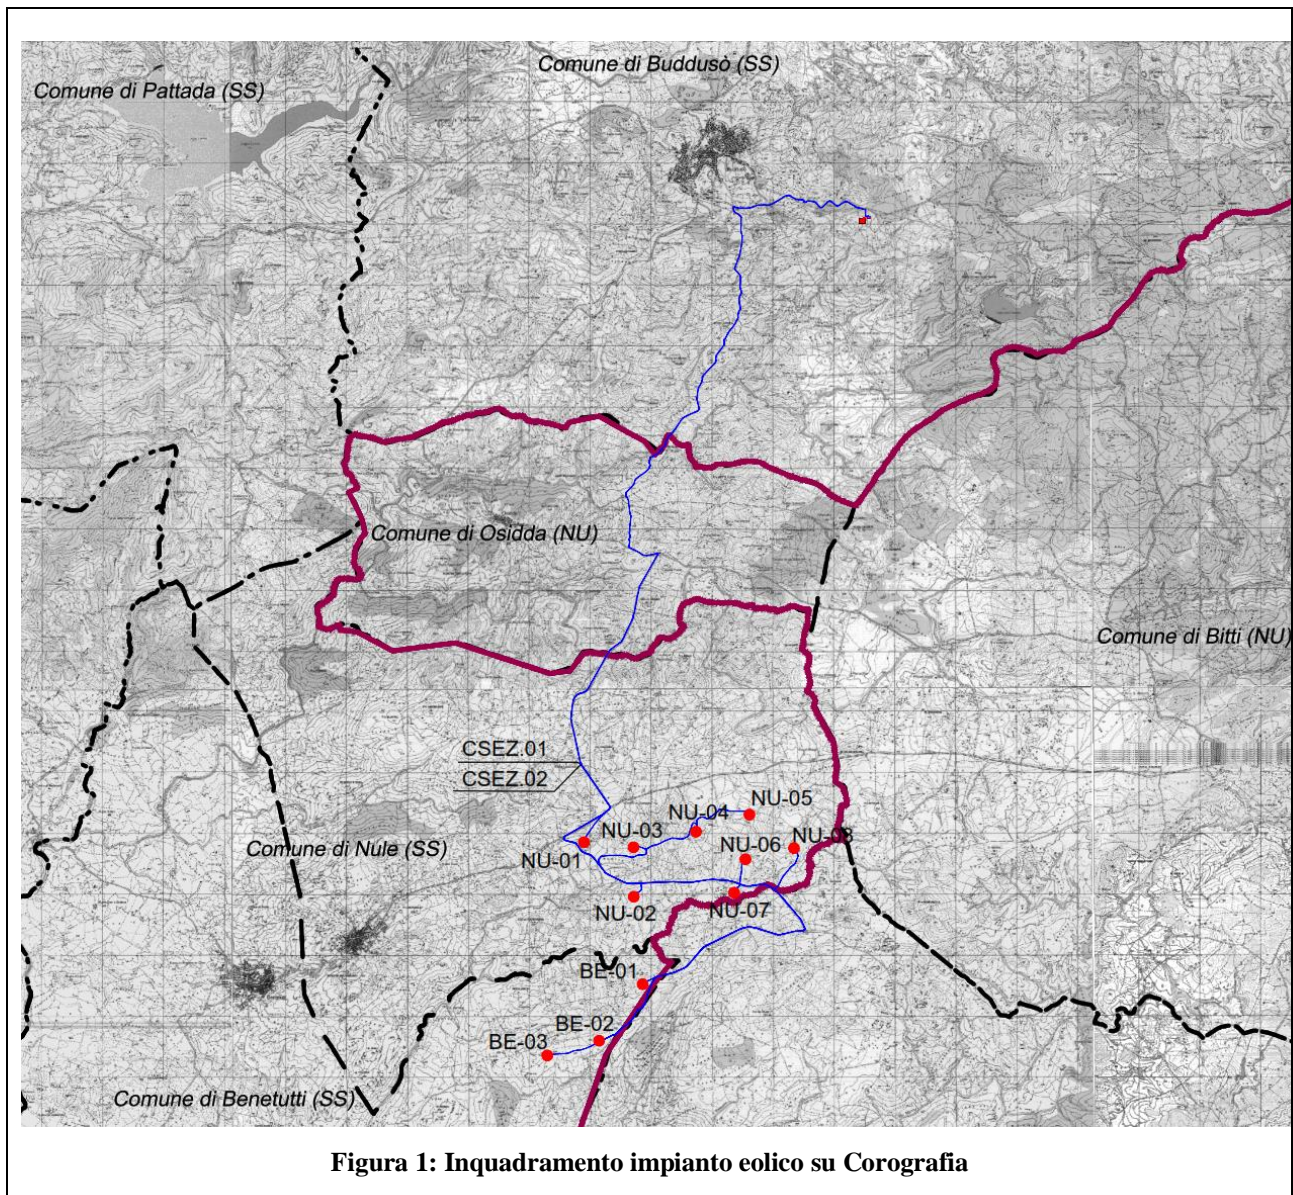 Comune di Buddusò (SS)
Comune di Pattada (SS)
Comune di Osidda (NU)
Comune di Bitti (NU)
CSEZ.01
CSEZ.02
NU-05
NU-04
NU-03
NU-08
NU-06
NU-01
Comune di Nule (SS)
NU-02
NU-07
BE-01
BE-02
BE-03
Comune di Benetutti (SS)
Figura 1: Inquadramento impianto eolico su Corografia